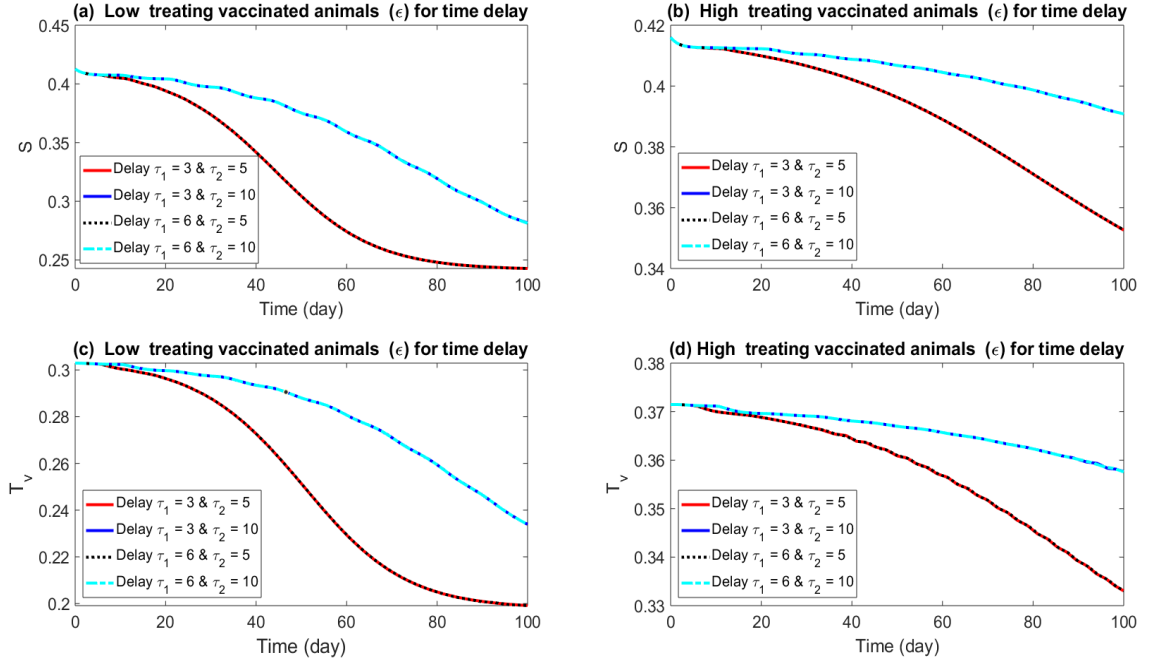 (a) Low treating vaccinated animals (ϵ) for time delay
0.45
0.4
0.35
0.3
0.25
S
Delay τ₁ = 3 & τ₂ = 5
Delay τ₁ = 3 & τ₂ = 10
Delay τ₁ = 6 & τ₂ = 5
Delay τ₁ = 6 & τ₂ = 10
0 20 40 60 80 100
Time (day)
(b) High treating vaccinated animals (ϵ) for time delay
0.42
0.4
0.38
0.36
0.34
S
Delay τ₁ = 3 & τ₂ = 5
Delay τ₁ = 3 & τ₂ = 10
Delay τ₁ = 6 & τ₂ = 5
Delay τ₁ = 6 & τ₂ = 10
0 20 40 60 80 100
Time (day)
(c) Low treating vaccinated animals (ϵ) for time delay
0.3
0.28
0.26
0.24
0.22
0.2
Tᵥ
Delay τ₁ = 3 & τ₂ = 5
Delay τ₁ = 3 & τ₂ = 10
Delay τ₁ = 6 & τ₂ = 5
Delay τ₁ = 6 & τ₂ = 10
0 20 40 60 80 100
Time (day)
(d) High treating vaccinated animals (ϵ) for time delay
0.38
0.37
0.36
0.35
0.34
0.33
Tᵥ
Delay τ₁ = 3 & τ₂ = 5
Delay τ₁ = 3 & τ₂ = 10
Delay τ₁ = 6 & τ₂ = 5
Delay τ₁ = 6 & τ₂ = 10
0 20 40 60 80 100
Time (day)